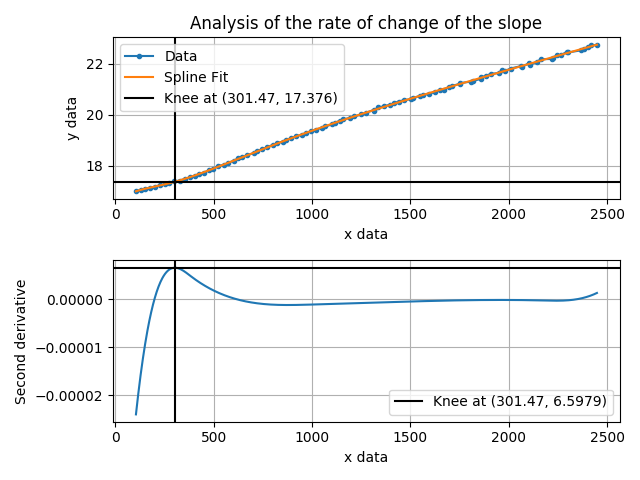 Analysis of the rate of change of the slope
Data
Spline Fit
Knee at (301.47, 17.376)
y data
22
20
18
0
500
1000
1500
2000
2500
x data
Second derivative
0.00000
−0.00001
−0.00002
Knee at (301.47, 6.5979)
0
500
1000
1500
2000
2500
x data